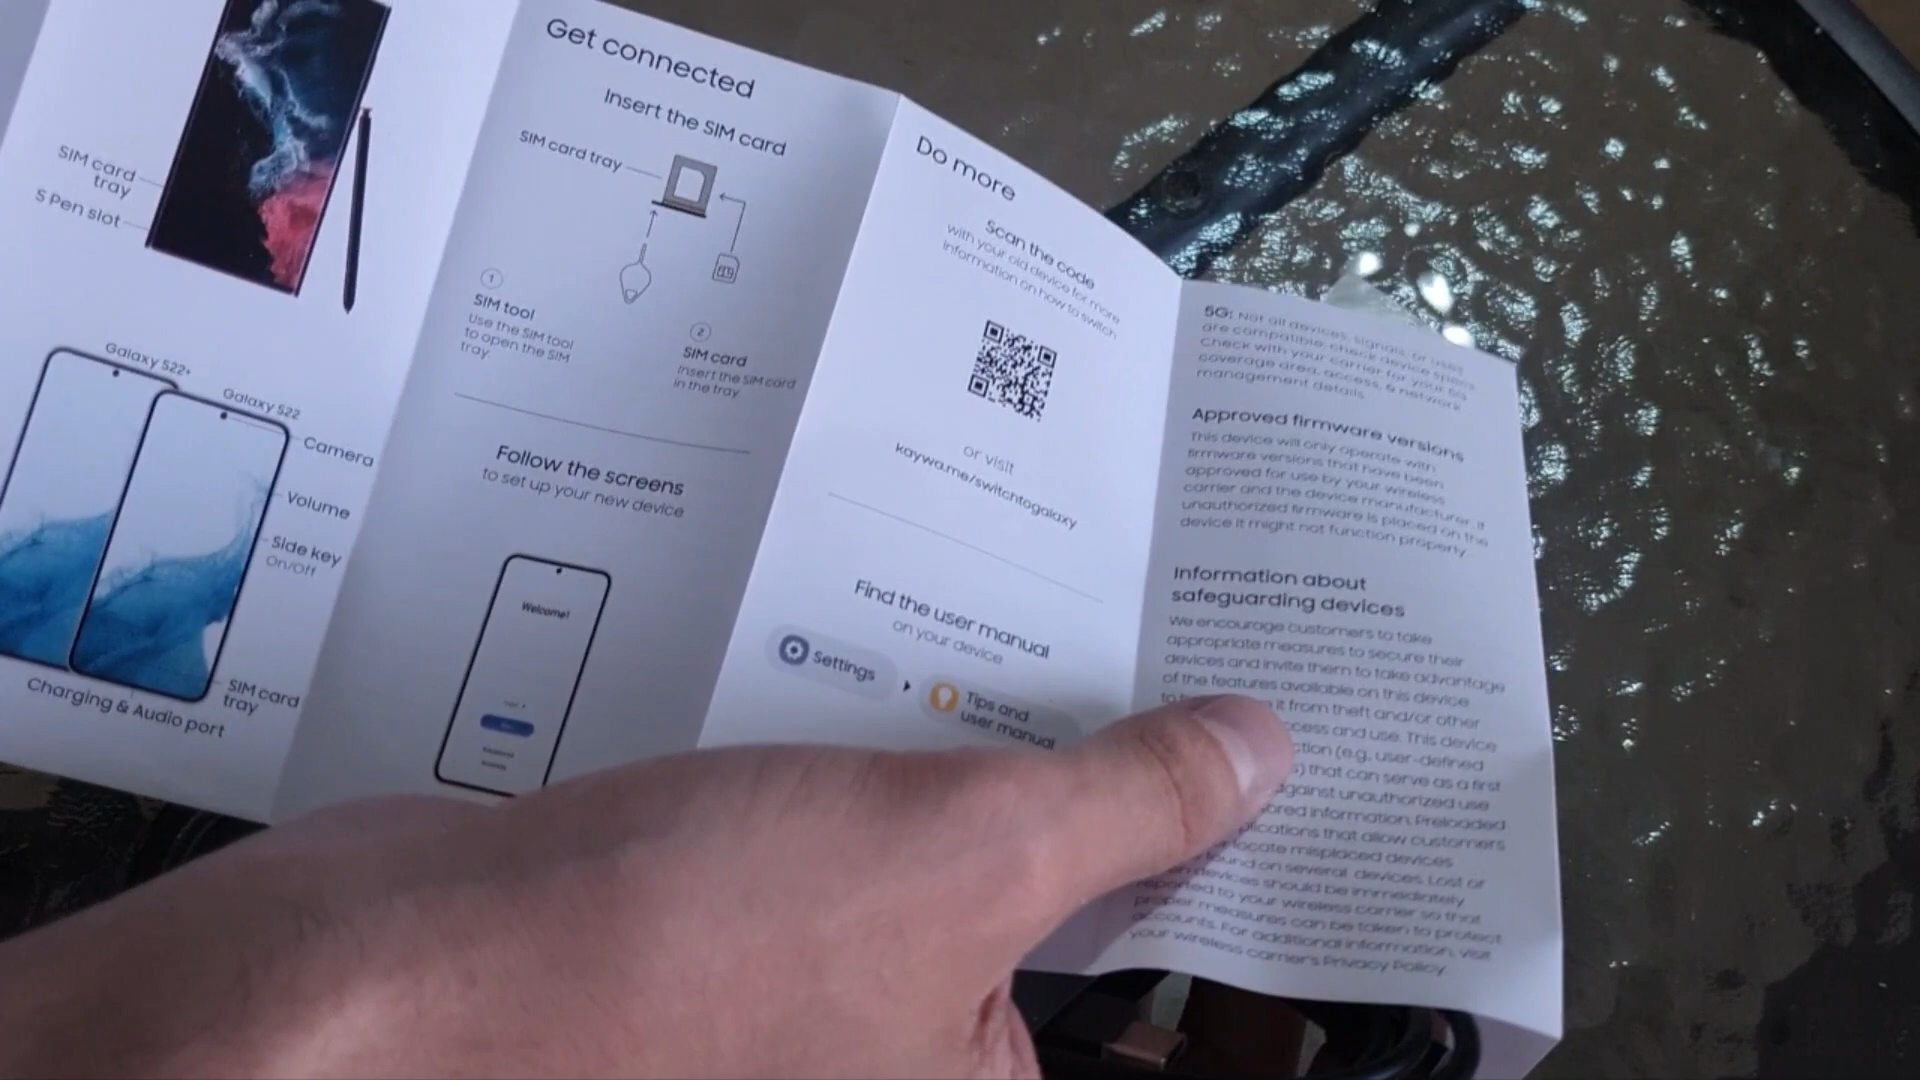 SIM card
tray
S Pen slot
Galaxy S22+
Galaxy S22
Camera
Volume
Side key
On/Off
SIM card
tray
Charging & Audio port
Get connected
Insert the SIM card
SIM card tray
1
SIM tool
Use the SIM tool
to open the SIM
tray.
2
SIM card
Insert the SIM card
in the tray.
Follow the screens
to set up your new device
Welcome!
Do more
Scan the code
with your old device for more
information on how to switch
or visit
kaywa.me/switchtogalaxy
Find the user manual
on your device
Settings
Tips and
user manual
5G: Not all devices, signals, or uses
are compatible; check device specs.
Check with your carrier for your 5G
coverage area, access, & network
management details.
Approved firmware versions
This device will only operate with
firmware versions that have been
approved for use by your wireless
carrier and the device manufacturer. If
unauthorized firmware is placed on the
device it might not function properly.
Information about
safeguarding devices
We encourage customers to take
appropriate measures to secure their
devices and invite them to take advantage
of the features available on this device
to it from theft and/or other
access and use. This device
(e.g., user-defined
that can serve as a first
against unauthorized use
information. Preloaded
that allow customers
locate misplaced devices
found on several devices. Lost or
devices should be immediately
reported to your wireless carrier so that
proper measures can be taken to protect
accounts. For additional information, visit
your wireless carrier's Privacy Policy.